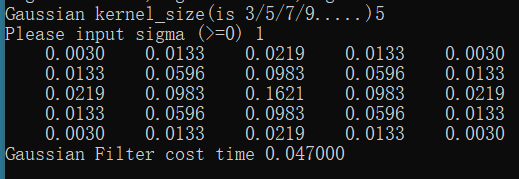 Gaussian kernel_size(is 3/5/7/9.....)5
Please input sigma (>=0) 1
0.0030 0.0133 0.0219 0.0133 0.0030
0.0133 0.0596 0.0983 0.0596 0.0133
0.0219 0.0983 0.1621 0.0983 0.0219
0.0133 0.0596 0.0983 0.0596 0.0133
0.0030 0.0133 0.0219 0.0133 0.0030
Gaussian Filter cost time 0.047000